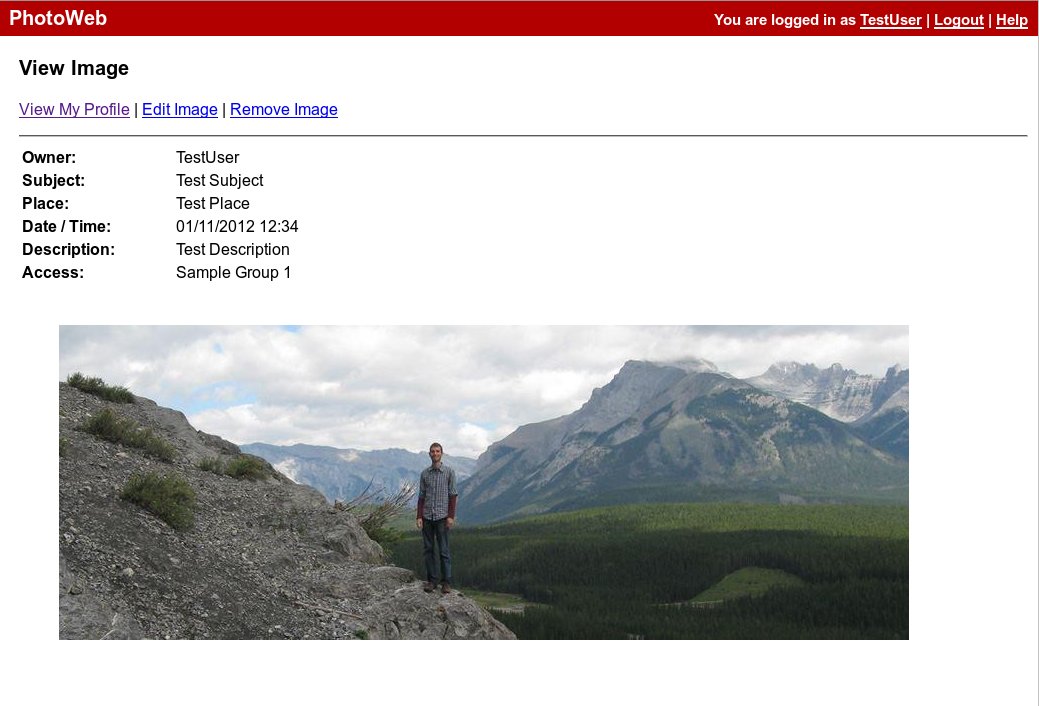 PhotoWeb
You are logged in as TestUser | Logout | Help
View Image
View My Profile | Edit Image | Remove Image
Owner: TestUser
Subject: Test Subject
Place: Test Place
Date / Time: 01/11/2012 12:34
Description: Test Description
Access: Sample Group 1